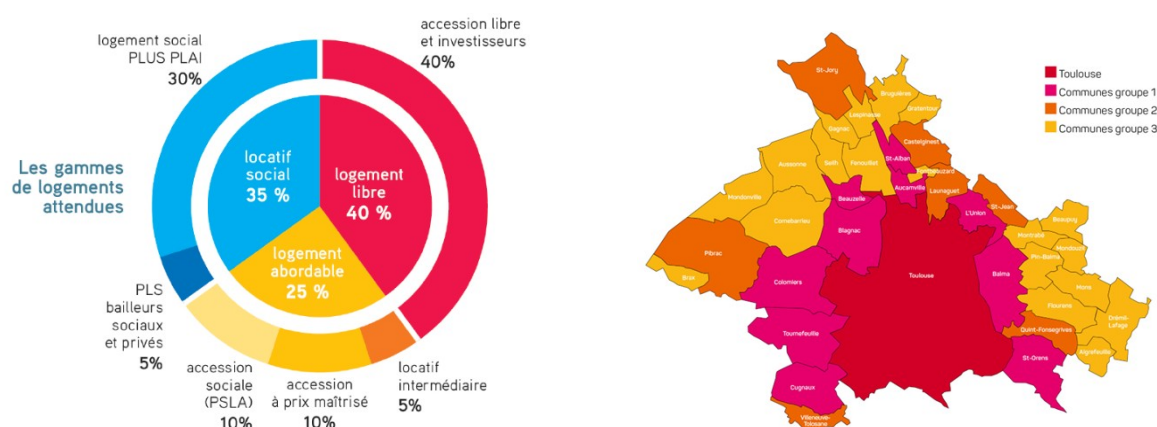 logement social
PLUS PLAI
30%
accession libre
et investisseurs
40%
Les gammes
de logements
attendues
locatif
social
35 %
logement
libre
40 %
logement
abordable
25 %
PLS
bailleurs
sociaux
et privés
5%
accession
sociale
(PSLA)
10%
accession
à prix maîtrisé
10%
locatif
intermédiaire
5%
Toulouse
Communes groupe 1
Communes groupe 2
Communes groupe 3
St-Jory
Bruguières
Lespinasse
Gratentour
Gagnac
Castelginest
St-Alban
Aussonne
Seilh
Fenouillet
Aucamville
Launaguet
Mondonville
Beauzelle
L'Union
St-Jean
Cornebarrieu
Blagnac
Beaupuy
Montrabé
Mondouzil
Pibrac
Pin-Balma
Brax
Colomiers
Toulouse
Balma
Mons
Flourens
Drémil-
Lafage
Tournefeuille
Quint-Fonsegrives
Aigrefeuille
St-Orens
Cugnaux
Villeneuve-
Tolosane